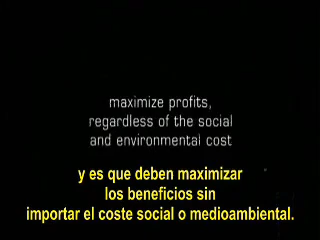 maximize profits,
regardless of the social
and environmental cost
y es que deben maximizar
los beneficios sin
importar el coste social o medioambiental.